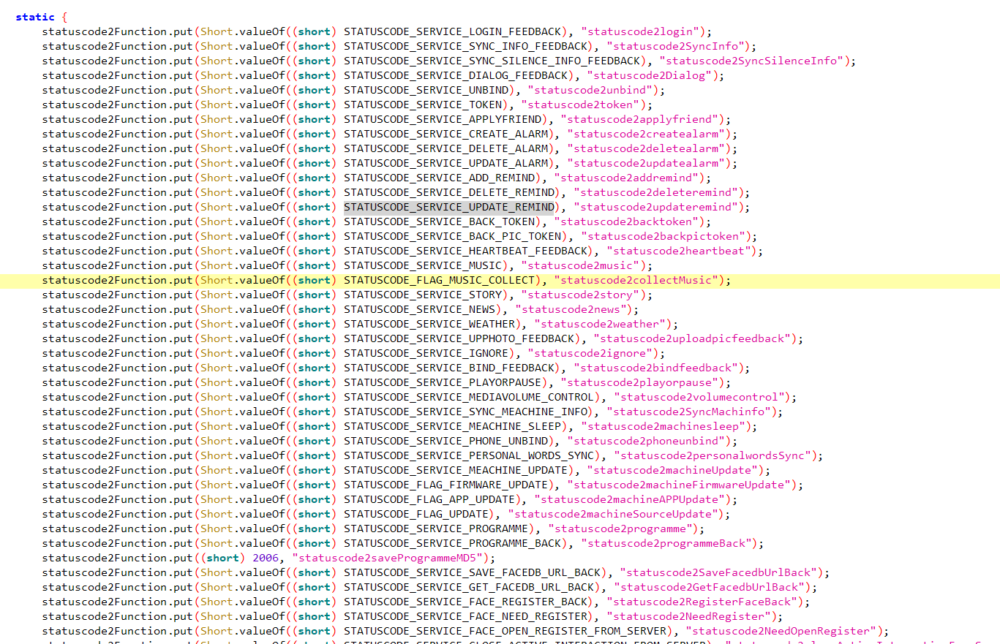 static {
statuscode2Function.put(Short.valueOf((short) STATUSCODE_SERVICE_LOGIN_FEEDBACK), "statuscode2login");
statuscode2Function.put(Short.valueOf((short) STATUSCODE_SERVICE_SYNC_INFO_FEEDBACK), "statuscode2SyncInfo");
statuscode2Function.put(Short.valueOf((short) STATUSCODE_SERVICE_SYNC_SILENCE_INFO_FEEDBACK), "statuscode2SyncSilenceInfo");
statuscode2Function.put(Short.valueOf((short) STATUSCODE_SERVICE_DIALOG_FEEDBACK), "statuscode2Dialog");
statuscode2Function.put(Short.valueOf((short) STATUSCODE_SERVICE_UNBIND), "statuscode2unbind");
statuscode2Function.put(Short.valueOf((short) STATUSCODE_SERVICE_TOKEN), "statuscode2token");
statuscode2Function.put(Short.valueOf((short) STATUSCODE_SERVICE_APPLYFRIEND), "statuscode2applyfriend");
statuscode2Function.put(Short.valueOf((short) STATUSCODE_SERVICE_CREATE_ALARM), "statuscode2createalarm");
statuscode2Function.put(Short.valueOf((short) STATUSCODE_SERVICE_DELETE_ALARM), "statuscode2deletealarm");
statuscode2Function.put(Short.valueOf((short) STATUSCODE_SERVICE_UPDATE_ALARM), "statuscode2updatealarm");
statuscode2Function.put(Short.valueOf((short) STATUSCODE_SERVICE_ADD_REMIND), "statuscode2addremind");
statuscode2Function.put(Short.valueOf((short) STATUSCODE_SERVICE_DELETE_REMIND), "statuscode2deleteremind");
statuscode2Function.put(Short.valueOf((short) STATUSCODE_SERVICE_UPDATE_REMIND), "statuscode2updateremind");
statuscode2Function.put(Short.valueOf((short) STATUSCODE_SERVICE_BACK_TOKEN), "statuscode2backtoken");
statuscode2Function.put(Short.valueOf((short) STATUSCODE_SERVICE_BACK_PIC_TOKEN), "statuscode2backpictoken");
statuscode2Function.put(Short.valueOf((short) STATUSCODE_SERVICE_HEARTBEAT_FEEDBACK), "statuscode2heartbeat");
statuscode2Function.put(Short.valueOf((short) STATUSCODE_SERVICE_MUSIC), "statuscode2music");
statuscode2Function.put(Short.valueOf((short) STATUSCODE_FLAG_MUSIC_COLLECT), "statuscode2collectMusic");
statuscode2Function.put(Short.valueOf((short) STATUSCODE_SERVICE_STORY), "statuscode2story");
statuscode2Function.put(Short.valueOf((short) STATUSCODE_SERVICE_NEWS), "statuscode2news");
statuscode2Function.put(Short.valueOf((short) STATUSCODE_SERVICE_WEATHER), "statuscode2weather");
statuscode2Function.put(Short.valueOf((short) STATUSCODE_SERVICE_UPPHOTO_FEEDBACK), "statuscode2uploadpicfeedback");
statuscode2Function.put(Short.valueOf((short) STATUSCODE_SERVICE_IGNORE), "statuscode2ignore");
statuscode2Function.put(Short.valueOf((short) STATUSCODE_SERVICE_BIND_FEEDBACK), "statuscode2bindfeedback");
statuscode2Function.put(Short.valueOf((short) STATUSCODE_SERVICE_PLAYORPAUSE), "statuscode2playorpause");
statuscode2Function.put(Short.valueOf((short) STATUSCODE_SERVICE_MEDIAVOLUME_CONTROL), "statuscode2volumecontrol");
statuscode2Function.put(Short.valueOf((short) STATUSCODE_SERVICE_SYNC_MEACHINE_INFO), "statuscode2SyncMachinfo");
statuscode2Function.put(Short.valueOf((short) STATUSCODE_SERVICE_MEACHINE_SLEEP), "statuscode2machinesleep");
statuscode2Function.put(Short.valueOf((short) STATUSCODE_SERVICE_PHONE_UNBIND), "statuscode2phoneunbind");
statuscode2Function.put(Short.valueOf((short) STATUSCODE_SERVICE_PERSONAL_WORDS_SYNC), "statuscode2personalwordsSync");
statuscode2Function.put(Short.valueOf((short) STATUSCODE_SERVICE_MEACHINE_UPDATE), "statuscode2machineUpdate");
statuscode2Function.put(Short.valueOf((short) STATUSCODE_FLAG_FIRMWARE_UPDATE), "statuscode2machineFirmwareUpdate");
statuscode2Function.put(Short.valueOf((short) STATUSCODE_FLAG_APP_UPDATE), "statuscode2machineAPPUpdate");
statuscode2Function.put(Short.valueOf((short) STATUSCODE_FLAG_UPDATE), "statuscode2machineSourceUpdate");
statuscode2Function.put(Short.valueOf((short) STATUSCODE_SERVICE_PROGRAMME), "statuscode2programme");
statuscode2Function.put(Short.valueOf((short) STATUSCODE_SERVICE_PROGRAMME_BACK), "statuscode2programmeBack");
statuscode2Function.put((short) 2006, "statuscode2saveProgrammeMD5");
statuscode2Function.put(Short.valueOf((short) STATUSCODE_SERVICE_SAVE_FACEDB_URL_BACK), "statuscode2SaveFacedbUrlBack");
statuscode2Function.put(Short.valueOf((short) STATUSCODE_SERVICE_GET_FACEDB_URL_BACK), "statuscode2GetFacedbUrlBack");
statuscode2Function.put(Short.valueOf((short) STATUSCODE_SERVICE_FACE_REGISTER_BACK), "statuscode2RegisterFaceBack");
statuscode2Function.put(Short.valueOf((short) STATUSCODE_SERVICE_FACE_NEED_REGISTER), "statuscode2NeedRegister");
statuscode2Function.put(Short.valueOf((short) STATUSCODE_SERVICE_FACE_OPEN_REGISTER_FROM_SERVER), "statuscode2NeedOpenRegister");